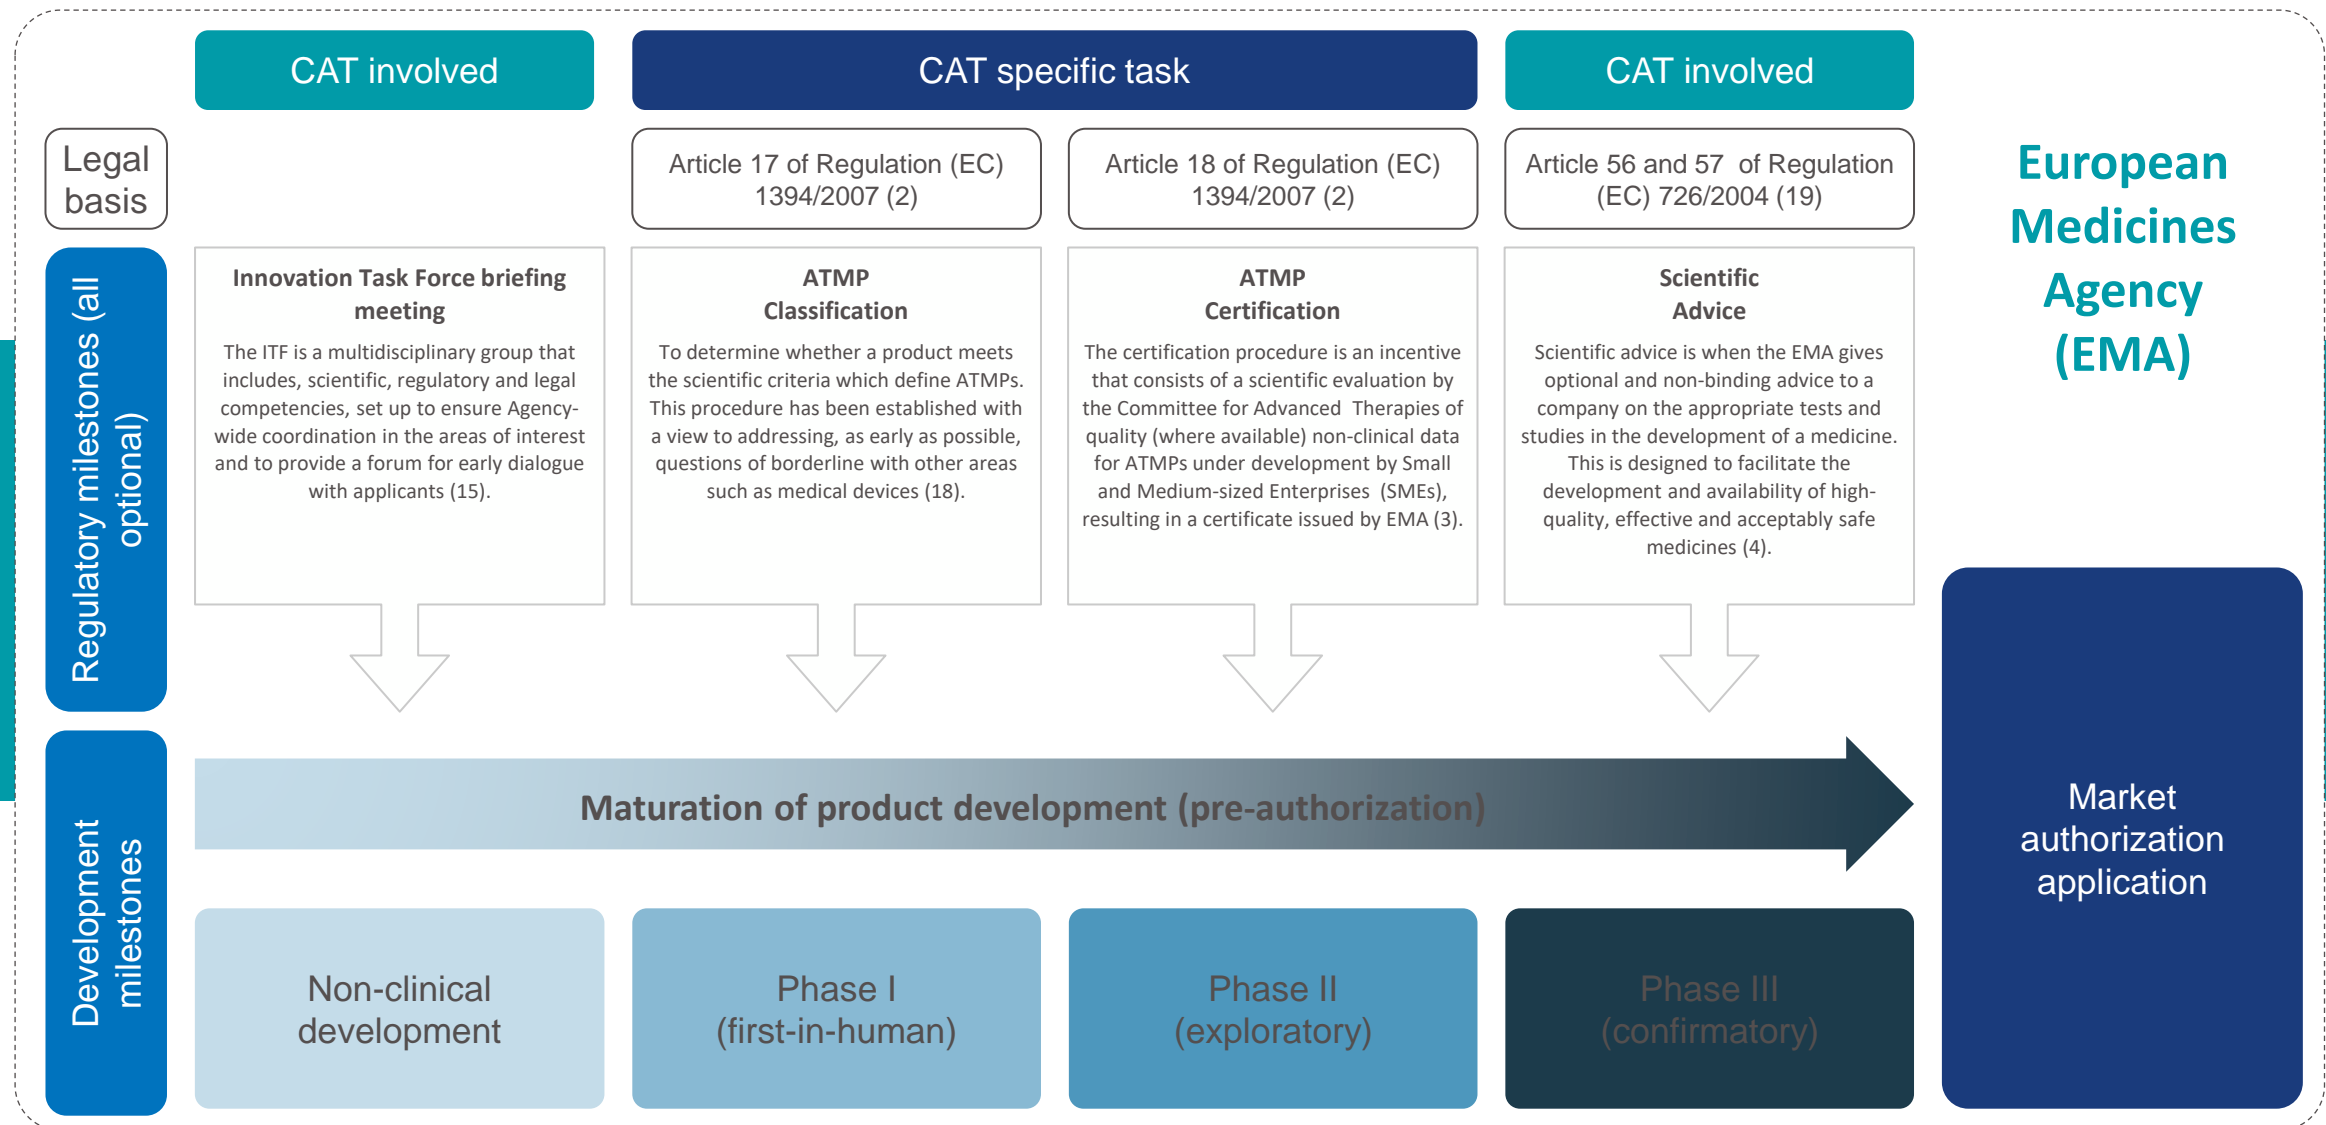 CAT involved
CAT specific task
CAT involved
Legal
basis
Article 17 of Regulation (EC)
1394/2007 (2)
Article 18 of Regulation (EC)
1394/2007 (2)
Article 56 and 57 of Regulation
(EC) 726/2004 (19)
European
Medicines
Agency
(EMA)
Regulatory milestones (all
optional)
Innovation Task Force briefing
meeting
The ITF is a multidisciplinary group that
includes, scientific, regulatory and legal
competencies, set up to ensure Agency-
wide coordination in the areas of interest
and to provide a forum for early dialogue
with applicants (15).
ATMP
Classification
To determine whether a product meets
the scientific criteria which define ATMPs.
This procedure has been established with
a view to addressing, as early as possible,
questions of borderline with other areas
such as medical devices (18).
ATMP
Certification
The certification procedure is an incentive
that consists of a scientific evaluation by
the Committee for Advanced Therapies of
quality (where available) non-clinical data
for ATMPs under development by Small
and Medium-sized Enterprises (SMEs),
resulting in a certificate issued by EMA (3).
Scientific
Advice
Scientific advice is when the EMA gives
optional and non-binding advice to a
company on the appropriate tests and
studies in the development of a medicine.
This is designed to facilitate the
development and availability of high-
quality, effective and acceptably safe
medicines (4).
Development
milestones
Maturation of product development (pre-authorization)
Non-clinical
development
Phase I
(first-in-human)
Phase II
(exploratory)
Phase III
(confirmatory)
Market
authorization
application